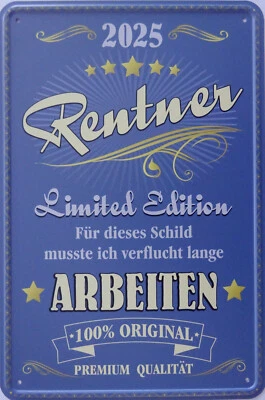 2025
Rentner
Limited Edition
Für dieses Schild
musste ich verflucht lange
ARBEITEN
100% ORIGINAL
PREMIUM QUALITÄT